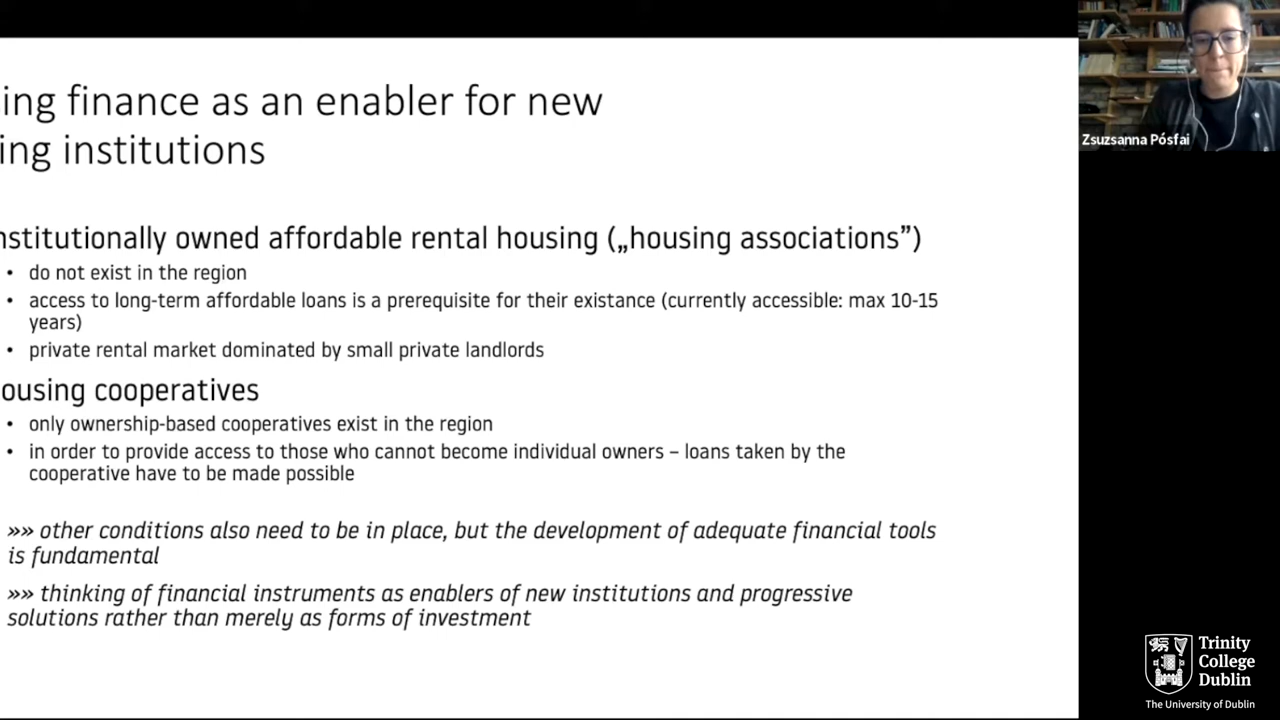 ing finance as an enabler for new
ing institutions
nstitutionally owned affordable rental housing („housing associations”)
• do not exist in the region
• access to long-term affordable loans is a prerequisite for their existance (currently accessible: max 10-15
years)
• private rental market dominated by small private landlords
ousing cooperatives
• only ownership-based cooperatives exist in the region
• in order to provide access to those who cannot become individual owners – loans taken by the
cooperative have to be made possible
»» other conditions also need to be in place, but the development of adequate financial tools
is fundamental
»» thinking of financial instruments as enablers of new institutions and progressive
solutions rather than merely as forms of investment
Zsuzsanna Pósfai
Trinity
College
Dublin
The University of Dublin